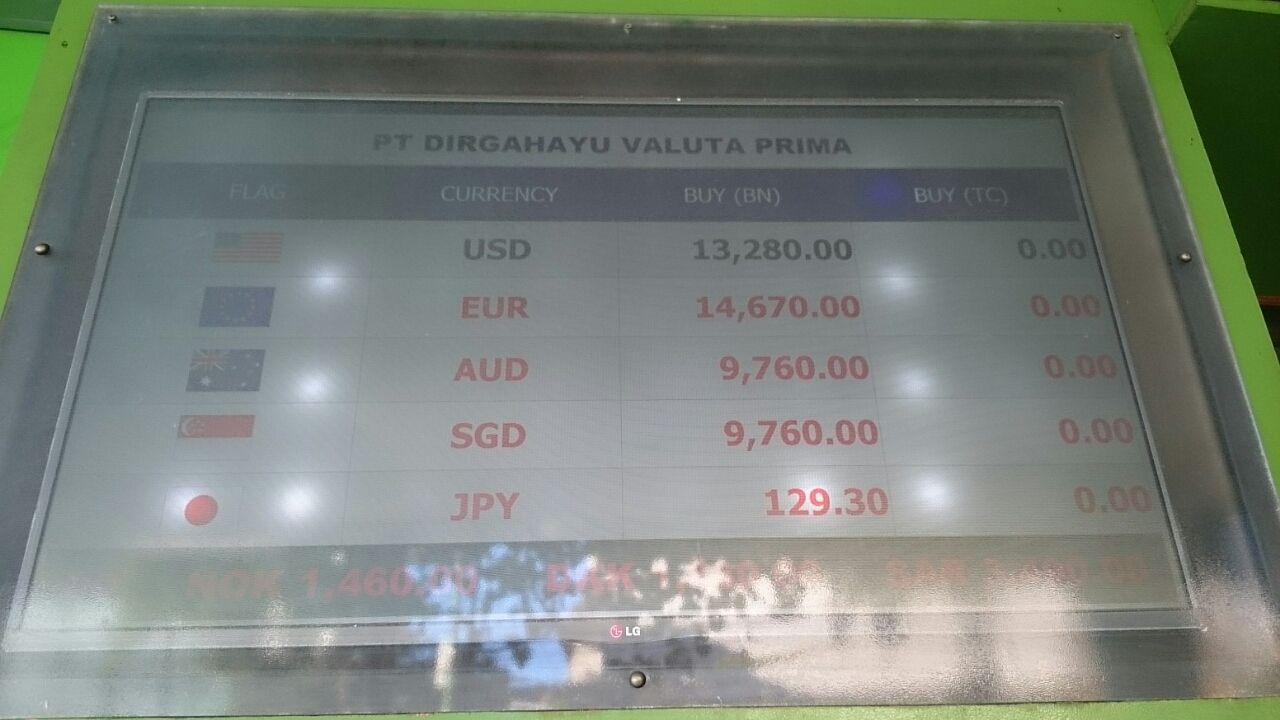 PT DIRGAHAYU VALUTA PRIMA
FLAG CURRENCY BUY (BN) BUY (TC)
USD 13,280.00 0.00
EUR 14,670.00 0.00
AUD 9,760.00 0.00
SGD 9,760.00 0.00
JPY 129.30 0.00
NOK 1,460.00
LG